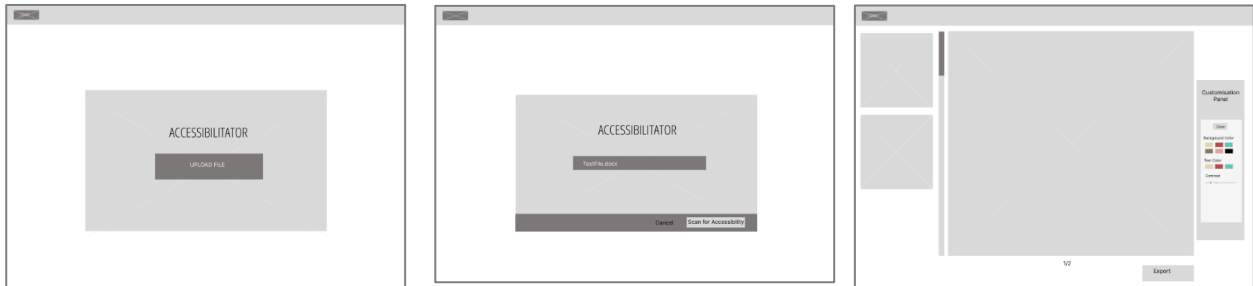 ACCESSIBILITATOR
UPLOAD FILE
ACCESSIBILITATOR
TestFile.docx
Cancel
Scan for Accessibility
Customisation
Panel
Color
Background Color
Text Color
Contrast
1/2
Export